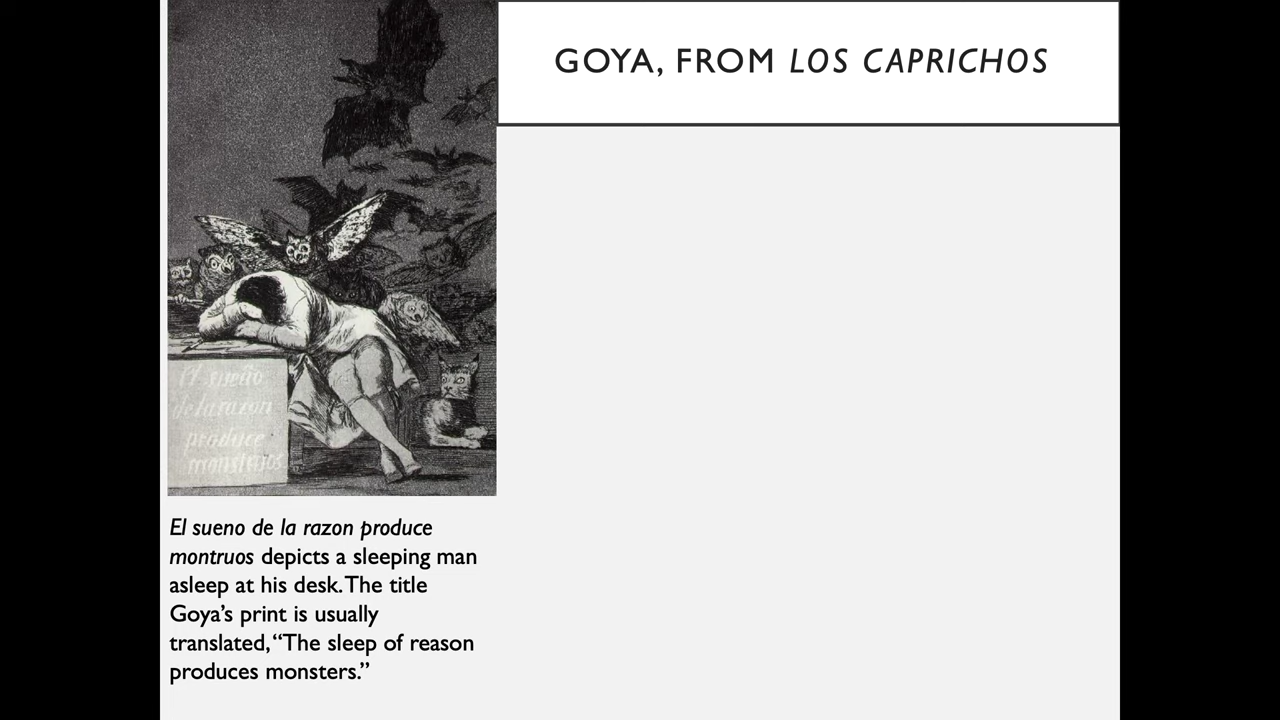 GOYA, FROM LOS CAPRICHOS
El sueño
de la razon
produce
monstruos
El sueno de la razon produce
montruos depicts a sleeping man
asleep at his desk. The title
Goya's print is usually
translated, “The sleep of reason
produces monsters.”